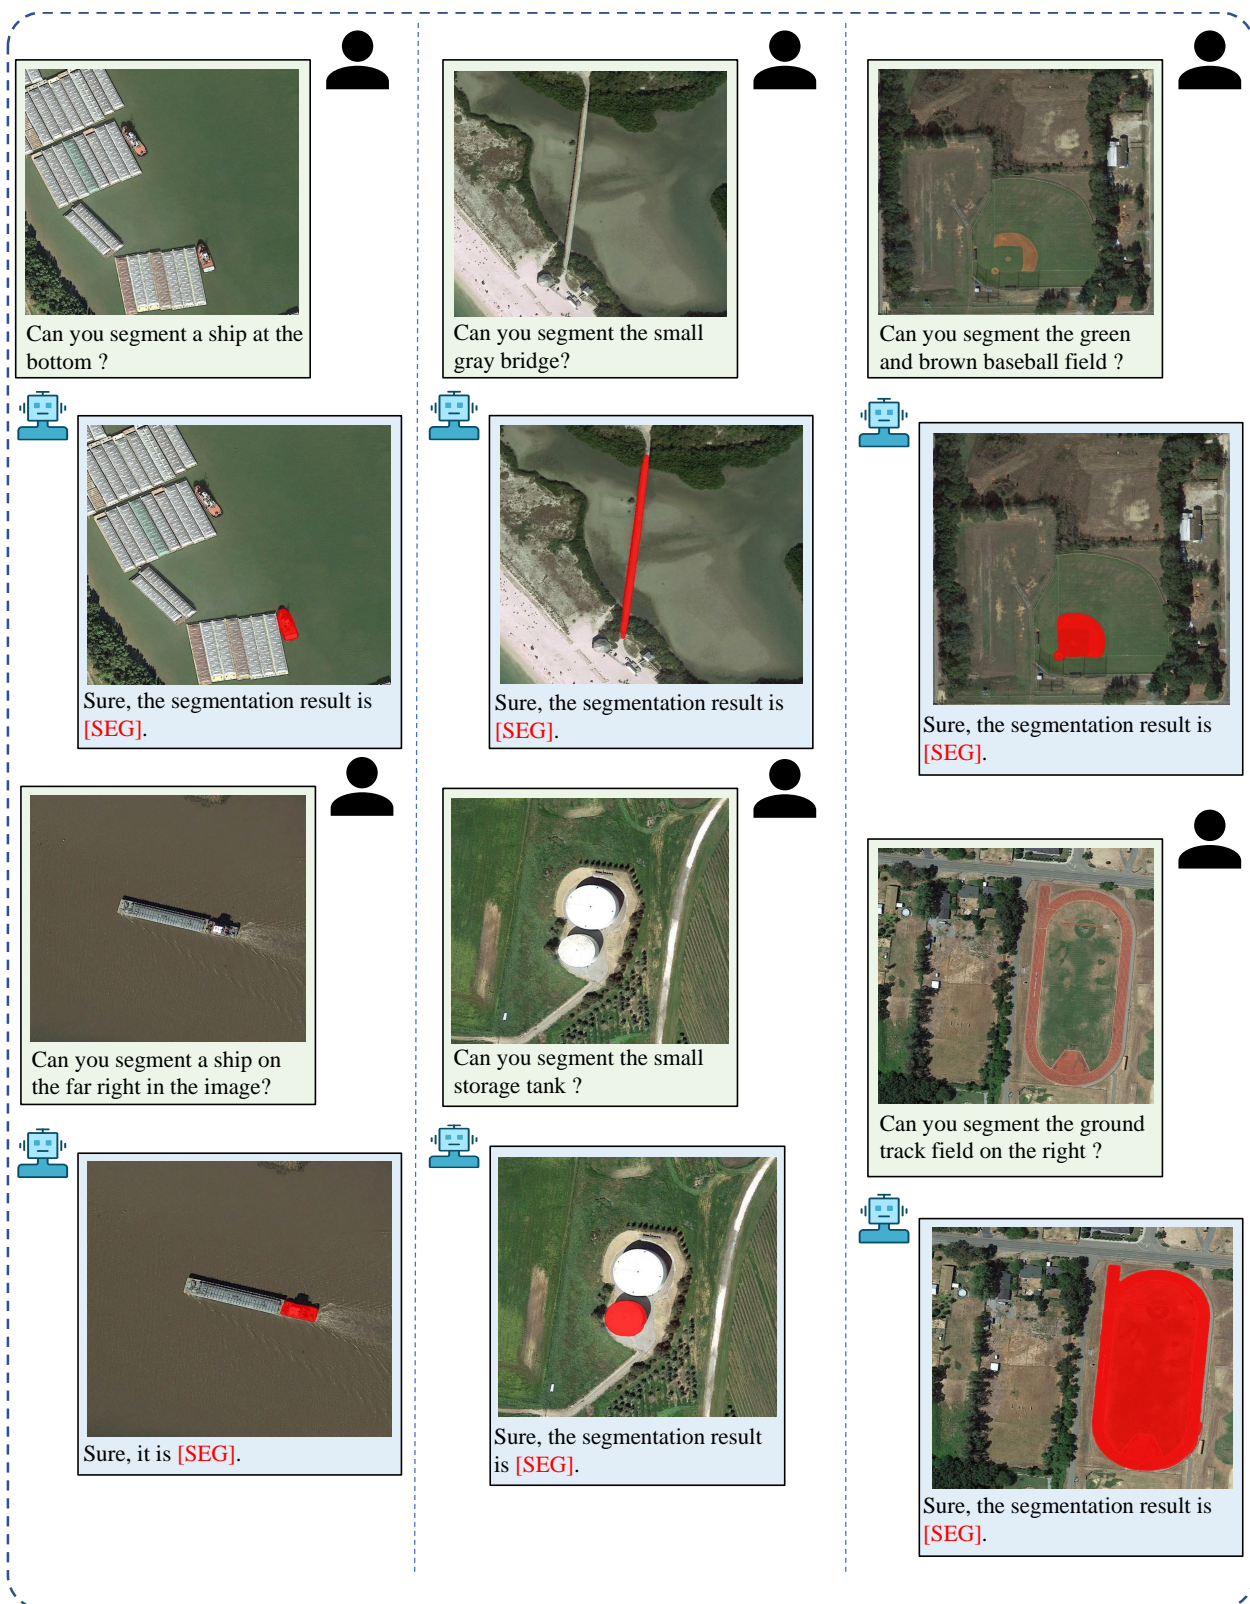 Can you segment a ship at the
bottom ?
Sure, the segmentation result is
[SEG].
Can you segment a ship on
the far right in the image?
Sure, it is [SEG].
Can you segment the small
gray bridge?
Sure, the segmentation result is
[SEG].
Can you segment the small
storage tank ?
Sure, the segmentation result
is [SEG].
Can you segment the green
and brown baseball field ?
Sure, the segmentation result is
[SEG].
Can you segment the ground
track field on the right ?
Sure, the segmentation result is
[SEG].